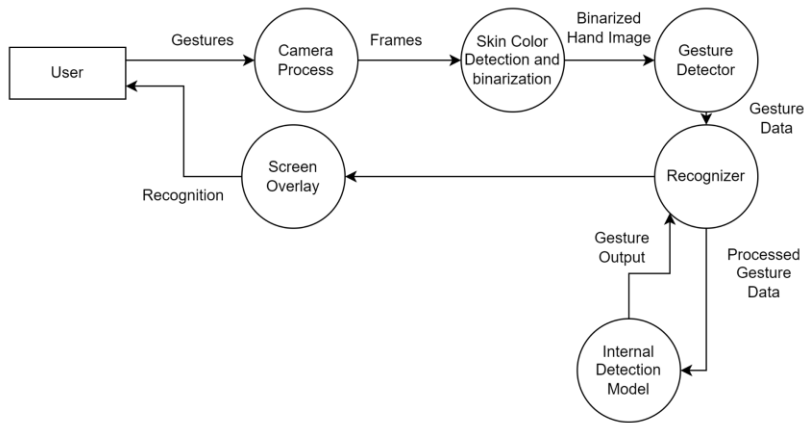 User
Gestures
Camera
Process
Frames
Skin Color
Detection and
binarization
Binarized
Hand Image
Gesture
Detector
Gesture
Data
Recognizer
Screen
Overlay
Recognition
Gesture
Output
Processed
Gesture
Data
Internal
Detection
Model